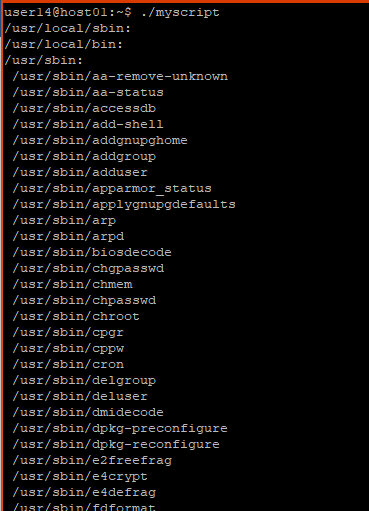 user14@host01:~$ ./myscript
/usr/local/sbin:
/usr/local/bin:
/usr/sbin:
/usr/sbin/aa-remove-unknown
/usr/sbin/aa-status
/usr/sbin/accessdb
/usr/sbin/add-shell
/usr/sbin/addgnupghome
/usr/sbin/addgroup
/usr/sbin/adduser
/usr/sbin/apparmor_status
/usr/sbin/applygnupgdefaults
/usr/sbin/arp
/usr/sbin/arpd
/usr/sbin/biosdecode
/usr/sbin/chgpasswd
/usr/sbin/chmem
/usr/sbin/chpasswd
/usr/sbin/chroot
/usr/sbin/cpgr
/usr/sbin/cppw
/usr/sbin/cron
/usr/sbin/delgroup
/usr/sbin/deluser
/usr/sbin/dmidecode
/usr/sbin/dpkg-preconfigure
/usr/sbin/dpkg-reconfigure
/usr/sbin/e2freefrag
/usr/sbin/e4crypt
/usr/sbin/e4defrag
/usr/sbin/fdformat